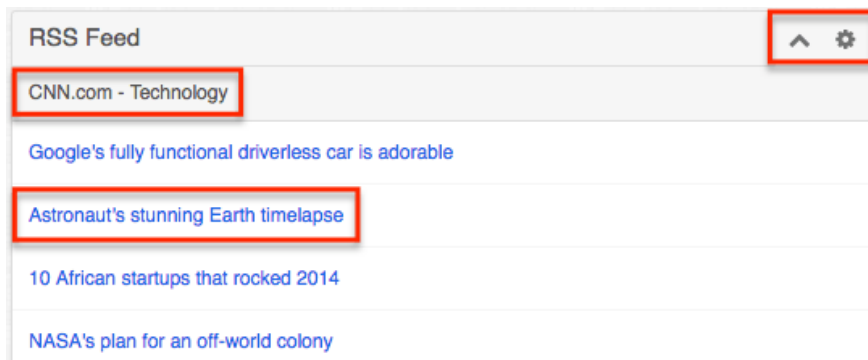 RSS Feed
CNN.com - Technology
Google's fully functional driverless car is adorable
Astronaut's stunning Earth timelapse
10 African startups that rocked 2014
NASA's plan for an off-world colony